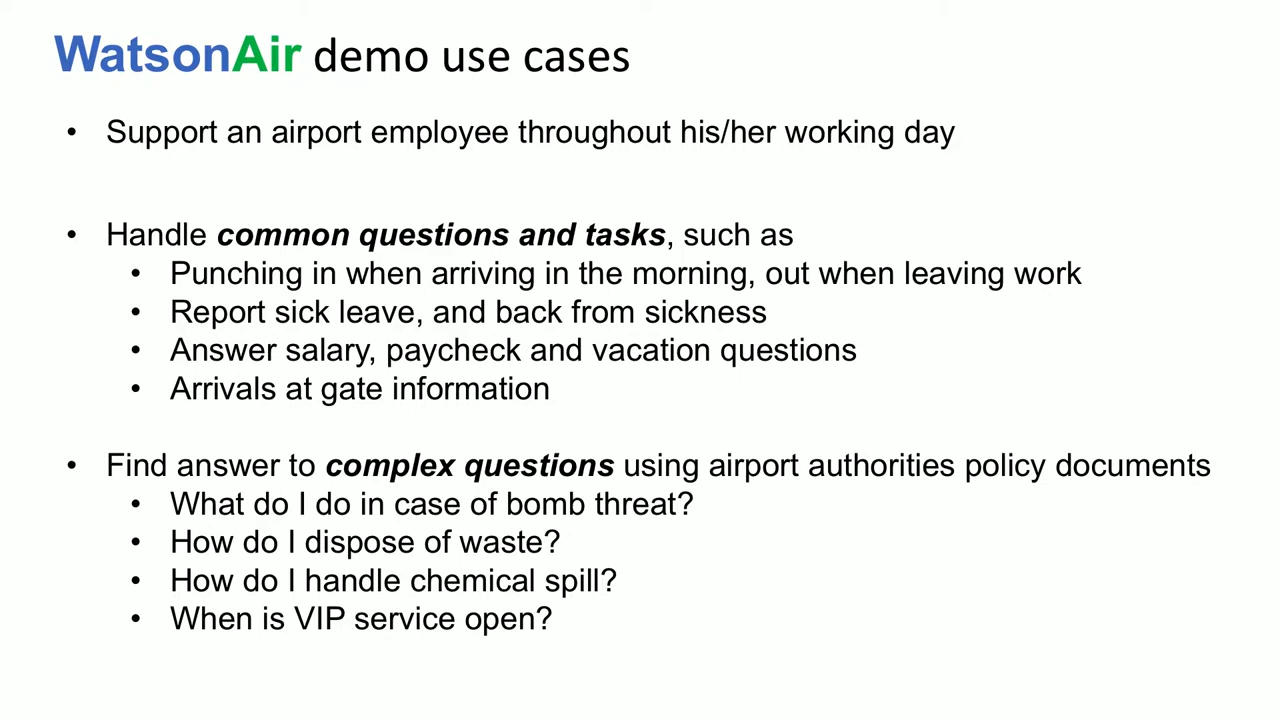 WatsonAir demo use cases
• Support an airport employee throughout his/her working day
• Handle common questions and tasks, such as
• Punching in when arriving in the morning, out when leaving work
• Report sick leave, and back from sickness
• Answer salary, paycheck and vacation questions
• Arrivals at gate information
• Find answer to complex questions using airport authorities policy documents
• What do I do in case of bomb threat?
• How do I dispose of waste?
• How do I handle chemical spill?
• When is VIP service open?